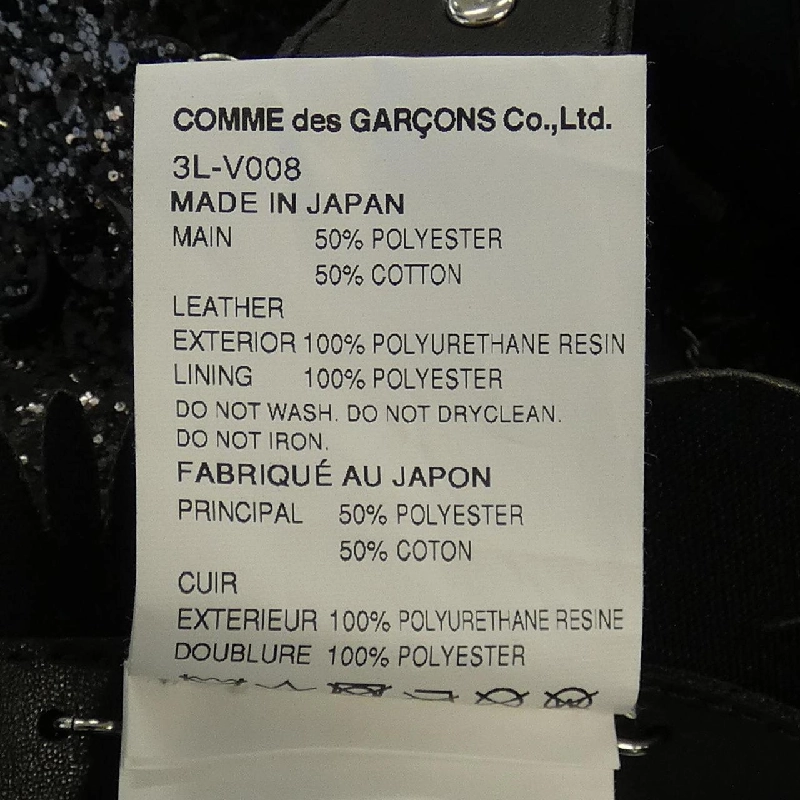 COMME des GARÇONS Co.,Ltd.
3L-V008
MADE IN JAPAN
MAIN 50% POLYESTER
50% COTTON
LEATHER
EXTERIOR 100% POLYURETHANE RESIN
LINING 100% POLYESTER
DO NOT WASH. DO NOT DRYCLEAN.
DO NOT IRON.
FABRIQUÉ AU JAPON
PRINCIPAL 50% POLYESTER
50% COTON
CUIR
EXTERIEUR 100% POLYURETHANE RESINE
DOUBLURE 100% POLYESTER